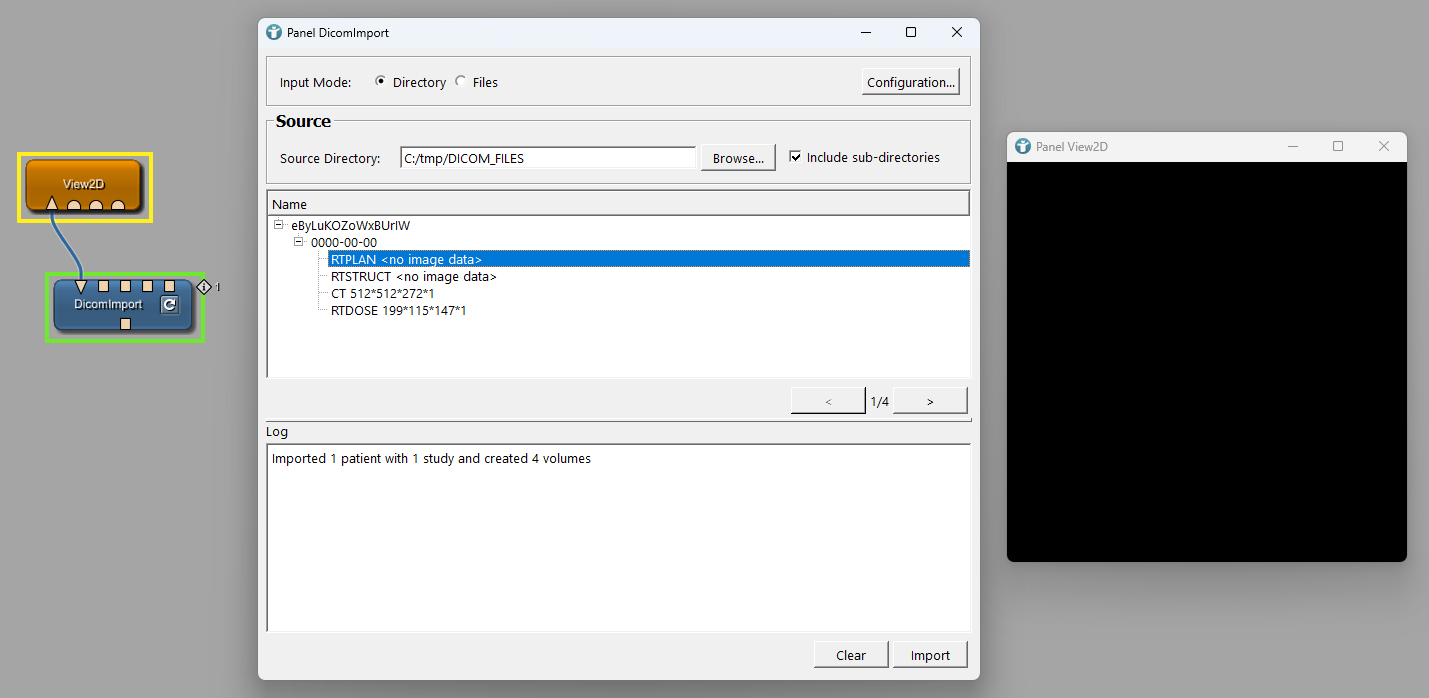 Panel DicomImport
Input Mode: Directory Files Configuration...
Source
Source Directory: C:/tmp/DICOM_FILES Browse... Include sub-directories
Name
eByLuKOZoWxBUrIW
0000-00-00
RTPLAN <no image data>
RTSTRUCT <no image data>
CT 512*512*272*1
RTDOSE 199*115*147*1
< 1/4 >
Log
Imported 1 patient with 1 study and created 4 volumes
Clear Import
View2D
DicomImport
1
Panel View2D